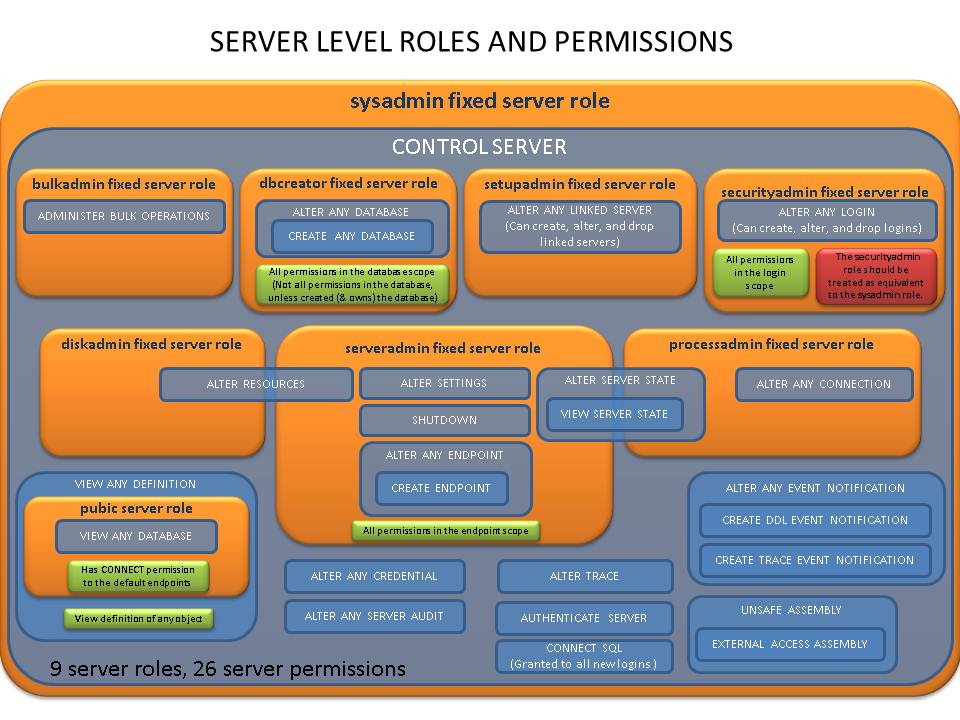 SERVER LEVEL ROLES AND PERMISSIONS
sysadmin fixed server role
CONTROL SERVER
bulkadmin fixed server role
ADMINISTER BULK OPERATIONS
dbcreator fixed server role
ALTER ANY DATABASE
CREATE ANY DATABASE
All permissions in the database scope
(Not all permissions in the database,
unless created (& owns) the database)
setupadmin fixed server role
ALTER ANY LINKED SERVER
(Can create, alter, and drop
linked servers)
securityadmin fixed server role
ALTER ANY LOGIN
(Can create, alter, and drop logins)
All permissions
in the login
scope
The securityadmin
role should be
treated as equivalent
to the sysadmin role.
diskadmin fixed server role
ALTER RESOURCES
serveradmin fixed server role
ALTER SETTINGS
SHUTDOWN
ALTER ANY ENDPOINT
CREATE ENDPOINT
All permissions in the endpoint scope
ALTER SERVER STATE
VIEW SERVER STATE
processadmin fixed server role
ALTER ANY CONNECTION
VIEW ANY DEFINITION
pubic server role
VIEW ANY DATABASE
Has CONNECT permission
to the default endpoints
View definition of any object
ALTER ANY CREDENTIAL
ALTER ANY SERVER AUDIT
ALTER TRACE
AUTHENTICATE SERVER
CONNECT SQL
(Granted to all new logins )
ALTER ANY EVENT NOTIFICATION
CREATE DDL EVENT NOTIFICATION
CREATE TRACE EVENT NOTIFICATION
UNSAFE ASSEMBLY
EXTERNAL ACCESS ASSEMBLY
9 server roles, 26 server permissions